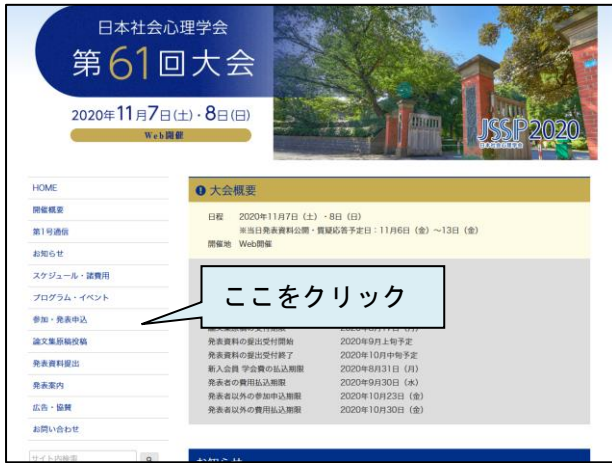 日本社会心理学会
第61回大会
2020年11月7日(土)・8日(日)
Web開催
JSSP2020
日本社会心理学会
HOME
開催概要
第1号通信
お知らせ
スケジュール・諸費用
プログラム・イベント
参加・発表申込
論文集原稿投稿
発表資料提出
発表案内
広告・協賛
お問い合わせ
サイト内検索
大会概要
日程 2020年11月7日（土）・8日（日）
※当日発表資料公開・質疑応答予定日：11月6日（金）～13日（金）
開催地 Web開催
ここをクリック
発表資料の提出受付開始 2020年9月上旬予定
発表資料の提出受付終了 2020年10月中旬予定
新入会員 学会費の払込期限 2020年8月31日（月）
発表者の費用払込期限 2020年9月30日（水）
発表者以外の参加申込期限 2020年10月23日（金）
発表者以外の費用払込期限 2020年10月30日（金）